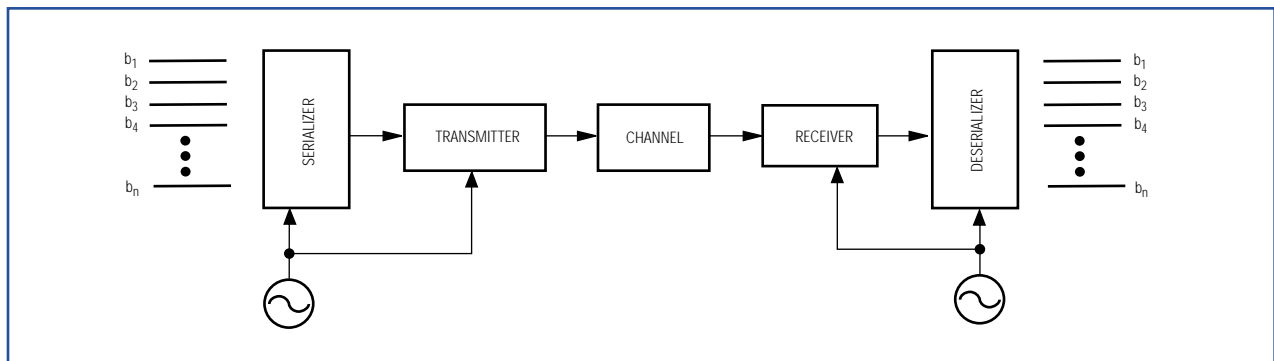 b1
b2
b3
b4
bn
SERIALIZER
TRANSMITTER
CHANNEL
RECEIVER
DESERIALIZER
b1
b2
b3
b4
bn